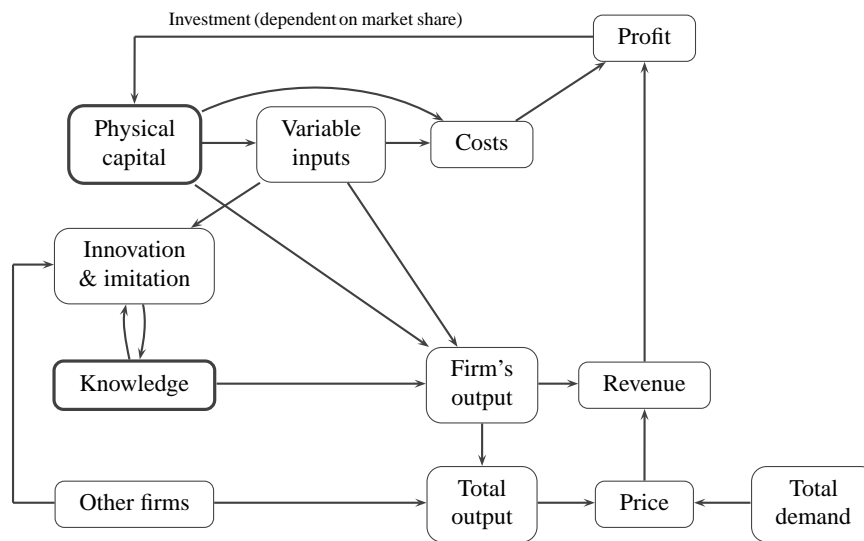 Investment (dependent on market share)
Profit
Physical
capital
Variable
inputs
Costs
Innovation
& imitation
Knowledge
Firm’s
output
Revenue
Other firms
Total
output
Price
Total
demand